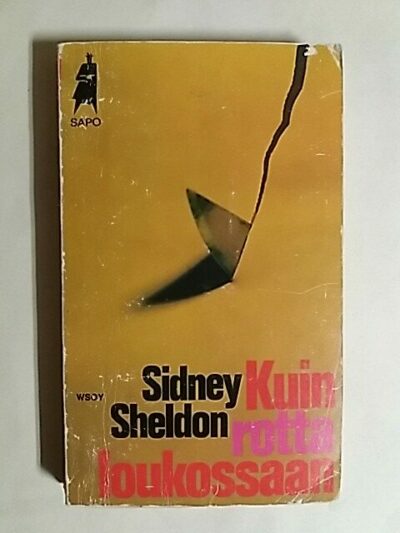 SAPO
Sidney Kuin
WSOY
Sheldon rotta
loukossaan